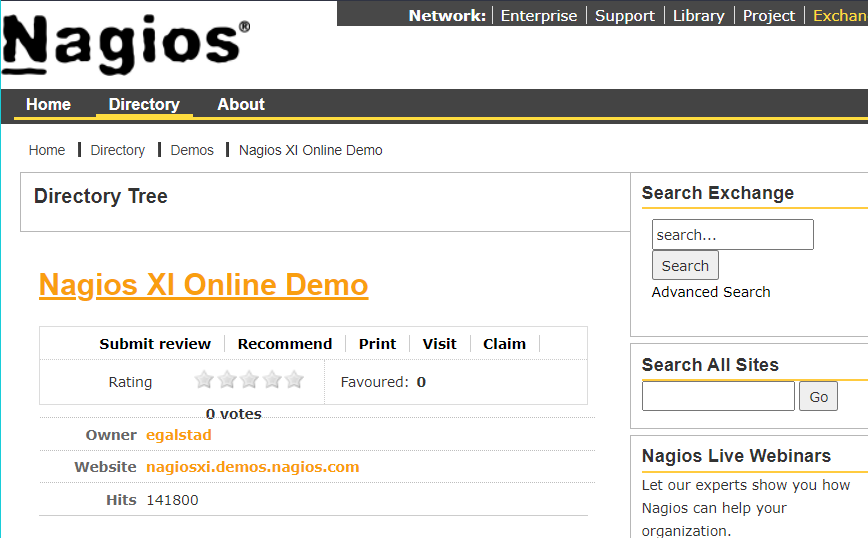 Nagios®
Network: Enterprise Support Library Project Exchan
Home Directory About
Home Directory Demos Nagios XI Online Demo
Directory Tree
Nagios XI Online Demo
Submit review Recommend Print Visit Claim
Rating Favoured: 0
0 votes
Owner egalstad
Website nagiosxi.demos.nagios.com
Hits 141800
Search Exchange
search...
Search
Advanced Search
Search All Sites
Go
Nagios Live Webinars
Let our experts show you how
Nagios can help your
organization.